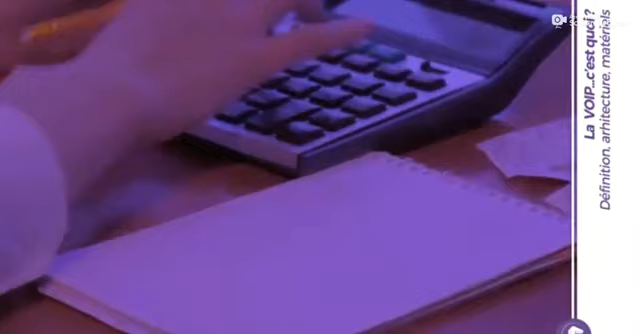 La VOIP...c'est quoi ?
Définition, arhitecture, matériels